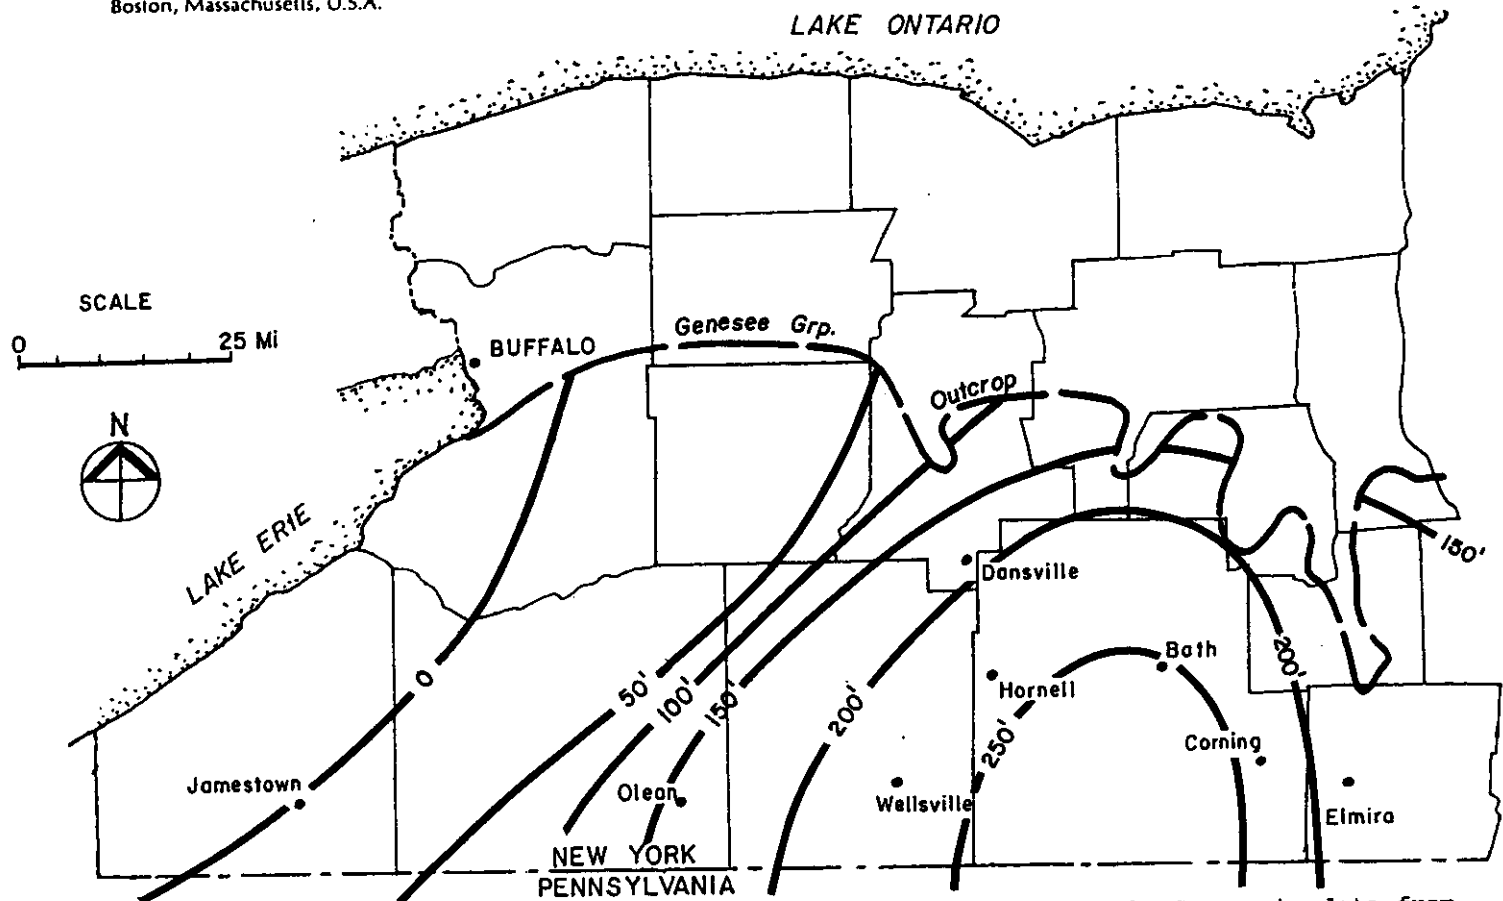 Boston, Massachusetts, U.S.A.
LAKE ONTARIO
SCALE
0 25 Mi
BUFFALO
Genesee Grp.
Outcrop
N
LAKE ERIE
150'
Dansville
200'
Bath
Hornell
0
50'
100'
150'
200'
250'
Corning
Jamestown
Olean
Wellsville
Elmira
NEW YORK
PENNSYLVANIA